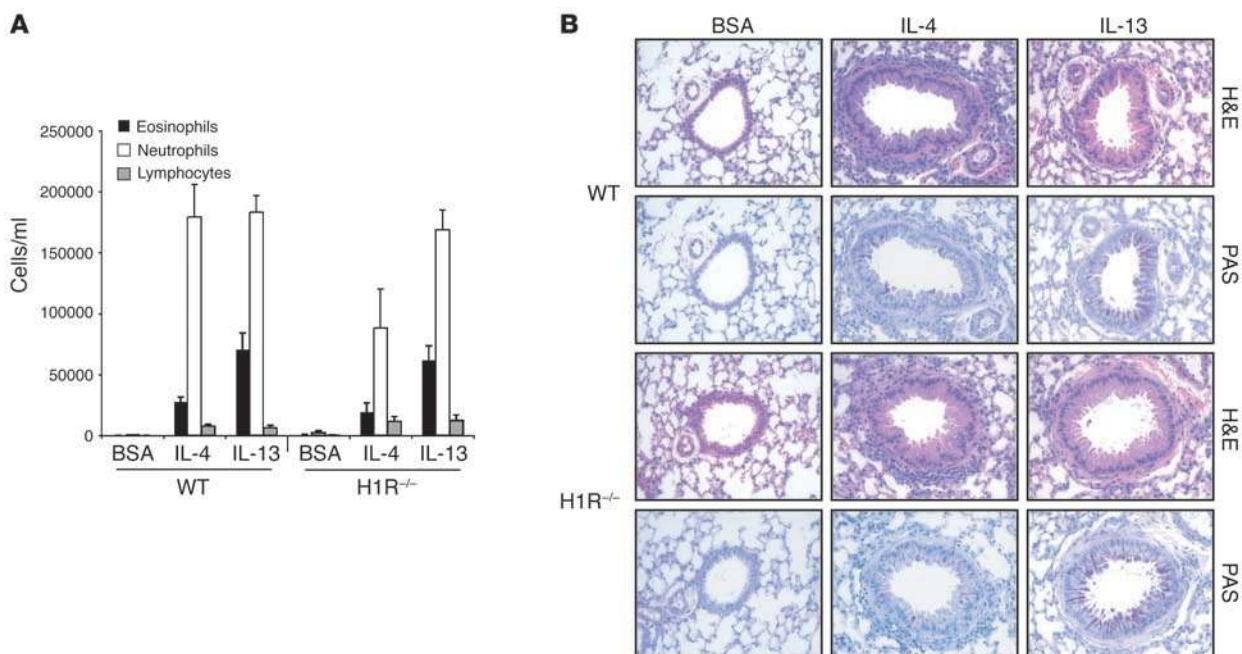 A
Eosinophils
Neutrophils
Lymphocytes
Cells/ml
250000
200000
150000
100000
50000
0
BSA IL-4 IL-13 BSA IL-4 IL-13
WT H1R⁻/⁻
B
BSA IL-4 IL-13
WT
H&E
PAS
H1R⁻/⁻
H&E
PAS